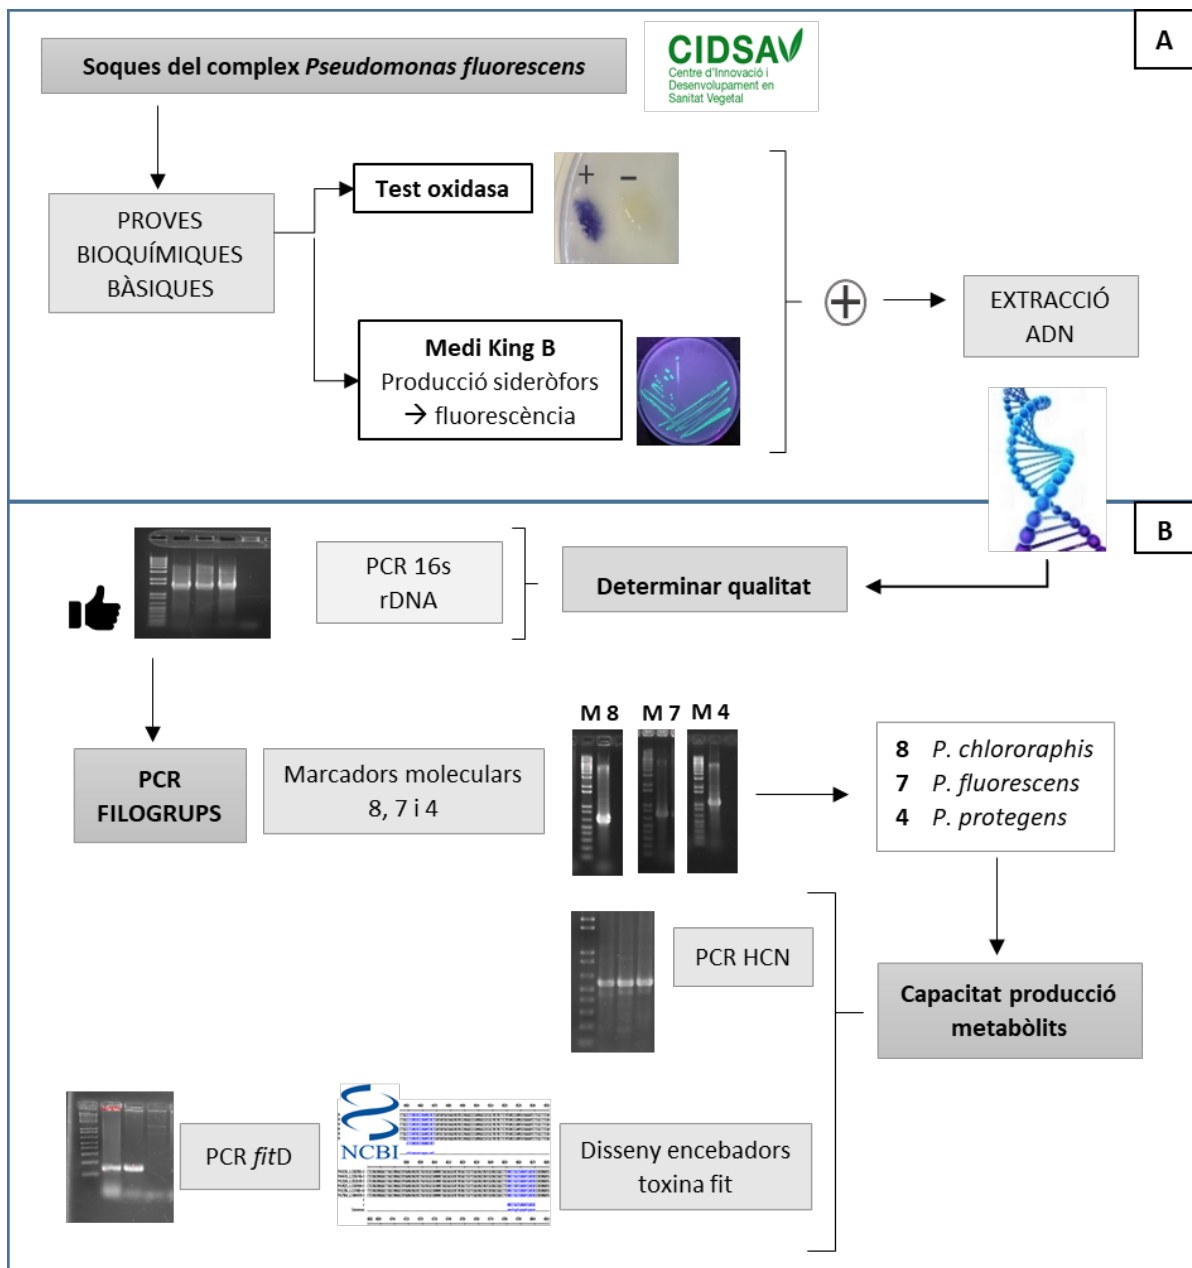 A
Soques del complex Pseudomonas fluorescens
CIDSAV
Centre d'Innovació i
Desenvolupament en
Sanitat Vegetal
PROVES
BIOQUÍMIQUES
BÀSIQUES
Test oxidasa
+ −
Medi King B
Producció sideròfors
→ fluorescència
+
EXTRACCIÓ
ADN
B
PCR 16s
rDNA
Determinar qualitat
PCR
FILOGRUPS
Marcadors moleculars
8, 7 i 4
M 8 M 7 M 4
8 P. chlororaphis
7 P. fluorescens
4 P. protegens
PCR HCN
Capacitat producció
metabòlits
PCR fitD
NCBI
Disseny encebadors
toxina fit